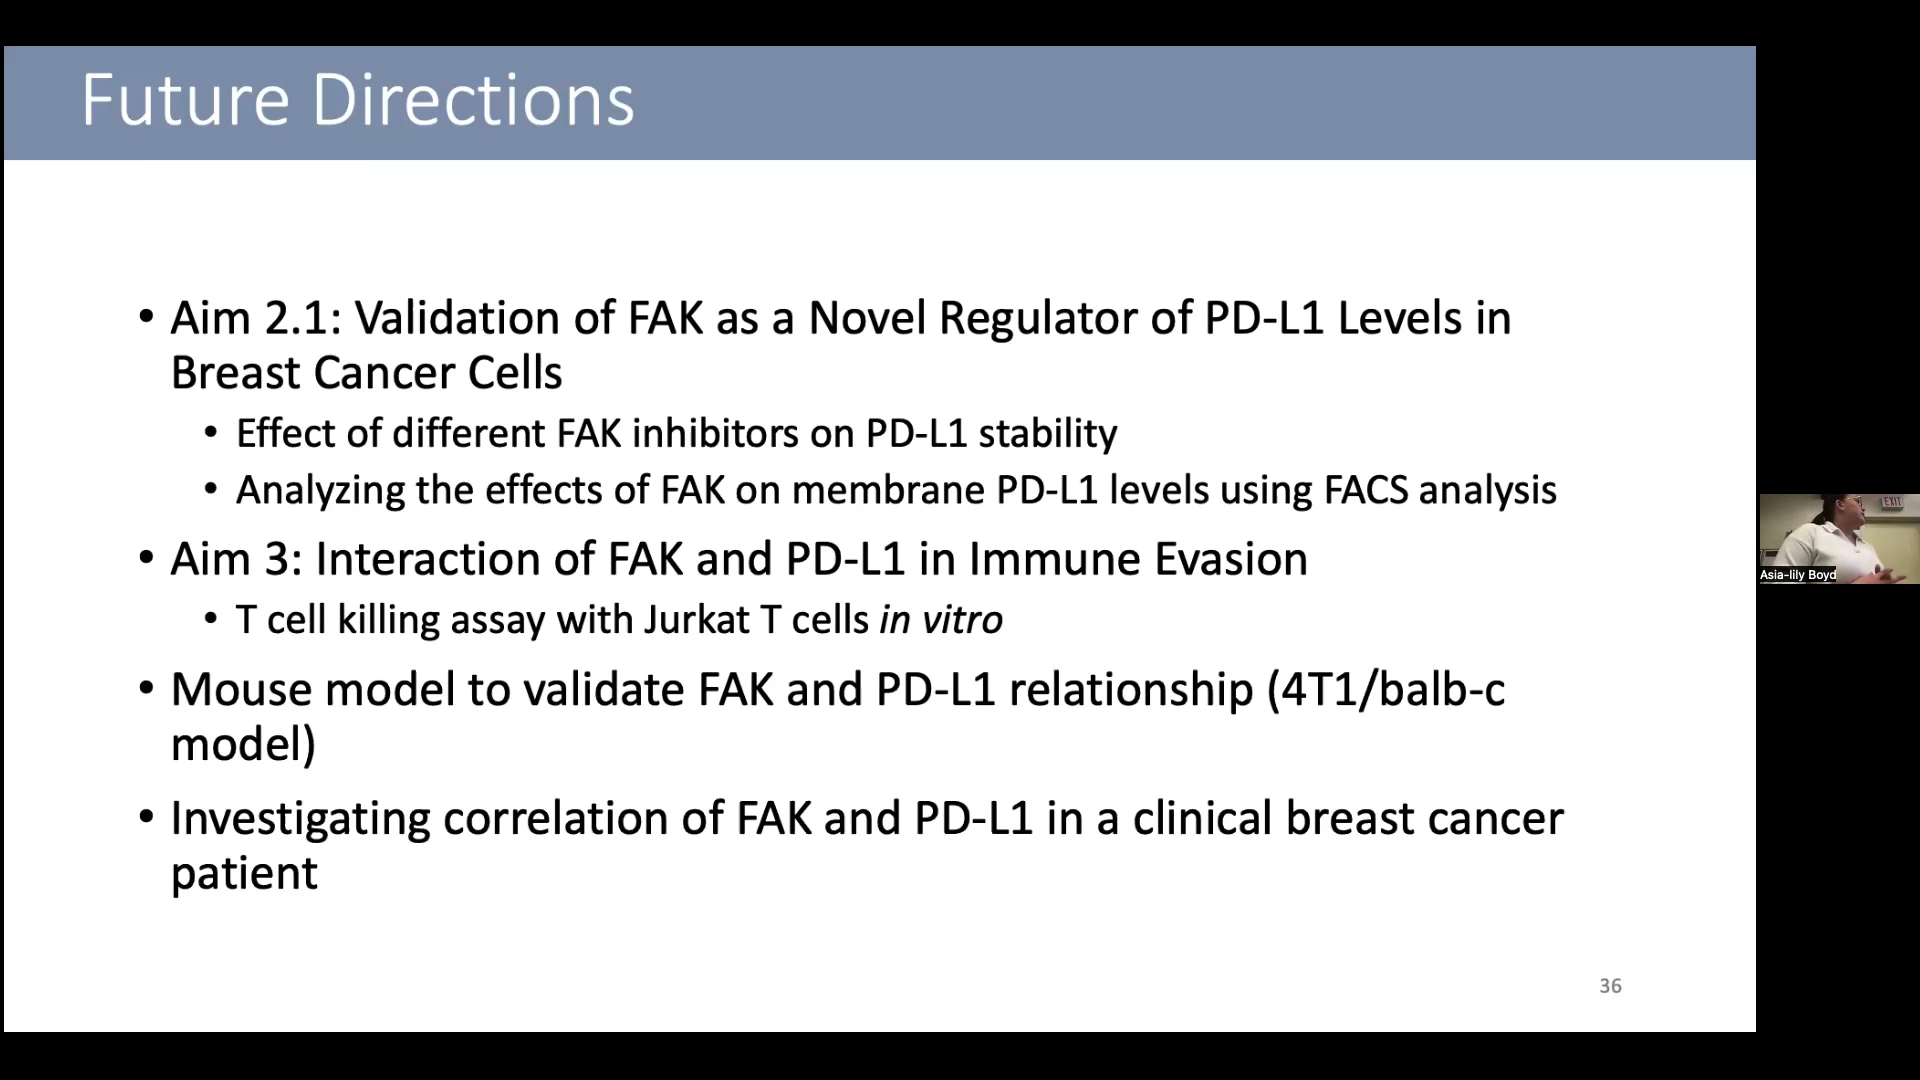 Future Directions
• Aim 2.1: Validation of FAK as a Novel Regulator of PD-L1 Levels in
Breast Cancer Cells
• Effect of different FAK inhibitors on PD-L1 stability
• Analyzing the effects of FAK on membrane PD-L1 levels using FACS analysis
• Aim 3: Interaction of FAK and PD-L1 in Immune Evasion
• T cell killing assay with Jurkat T cells in vitro
• Mouse model to validate FAK and PD-L1 relationship (4T1/balb-c
model)
• Investigating correlation of FAK and PD-L1 in a clinical breast cancer
patient
36
EXIT
Asia-lily Boyd